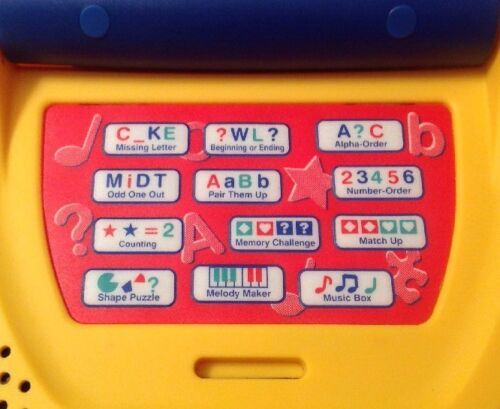 C_KE
Missing Letter
?WL?
Beginning or Ending
A?C
Alpha-Order
b
MiDT
Odd One Out
AaBb
Pair Them Up
23456
Number-Order
?
★★=2
Counting
A
??
Memory Challenge
Match Up
?
Shape Puzzle
Melody Maker
Music Box